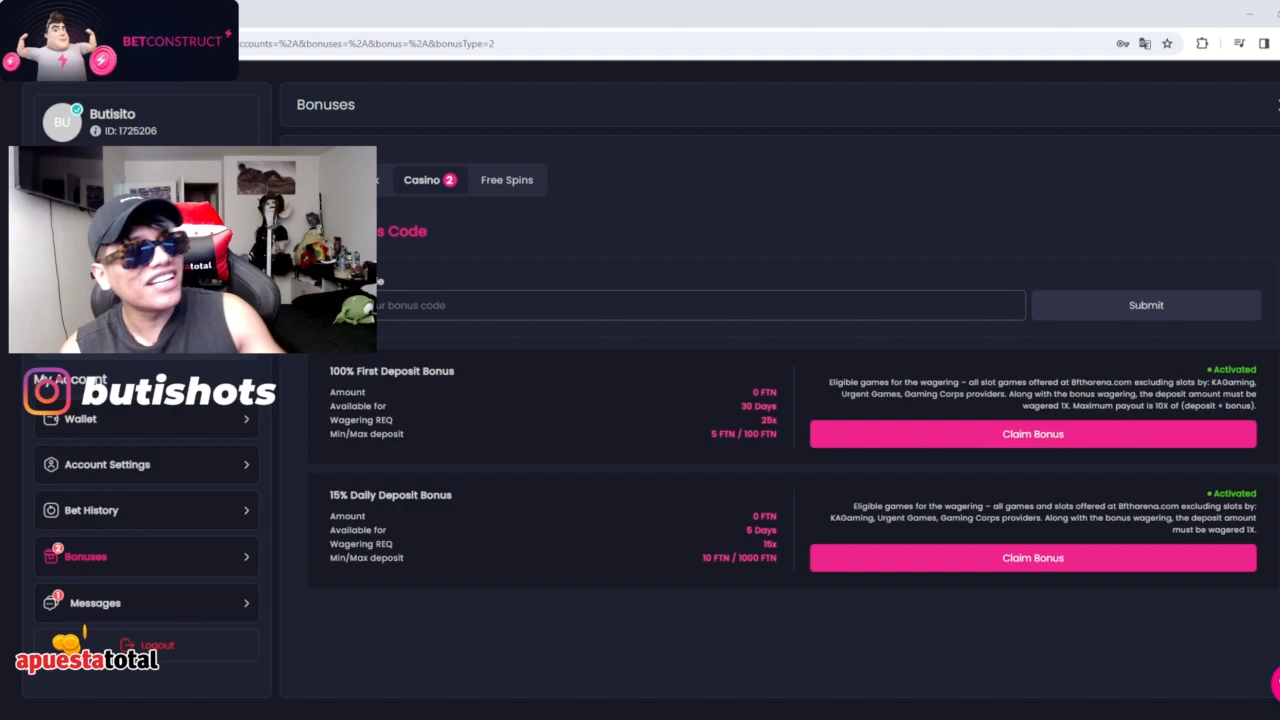 BETCONSTRUCT
ccounts=%2A&bonuses=%2A&bonus=%2A&bonusType=2
BU
Butisito
ID: 1725206
Bonuses
Casino 2
Free Spins
s Code
ur bonus code
Submit
total
My Account
butishots
Wallet
Account Settings
Bet History
2
Bonuses
1
Messages
Logout
apuestatotal
100% First Deposit Bonus
Amount 0 FTN
Available for 30 Days
Wagering REQ 25x
Min/Max deposit 5 FTN / 100 FTN
Activated
Eligible games for the wagering – all slot games offered at Bftharena.com excluding slots by: KAGaming,
Urgent Games, Gaming Corps providers. Along with the bonus wagering, the deposit amount must be
wagered 1X. Maximum payout is 10X of (deposit + bonus).
Claim Bonus
15% Daily Deposit Bonus
Amount 0 FTN
Available for 5 Days
Wagering REQ 15x
Min/Max deposit 10 FTN / 1000 FTN
Activated
Eligible games for the wagering – all games and slots offered at Bftharena.com excluding slots by:
KAGaming, Urgent Games, Gaming Corps providers. Along with the bonus wagering, the deposit amount
must be wagered 1X.
Claim Bonus